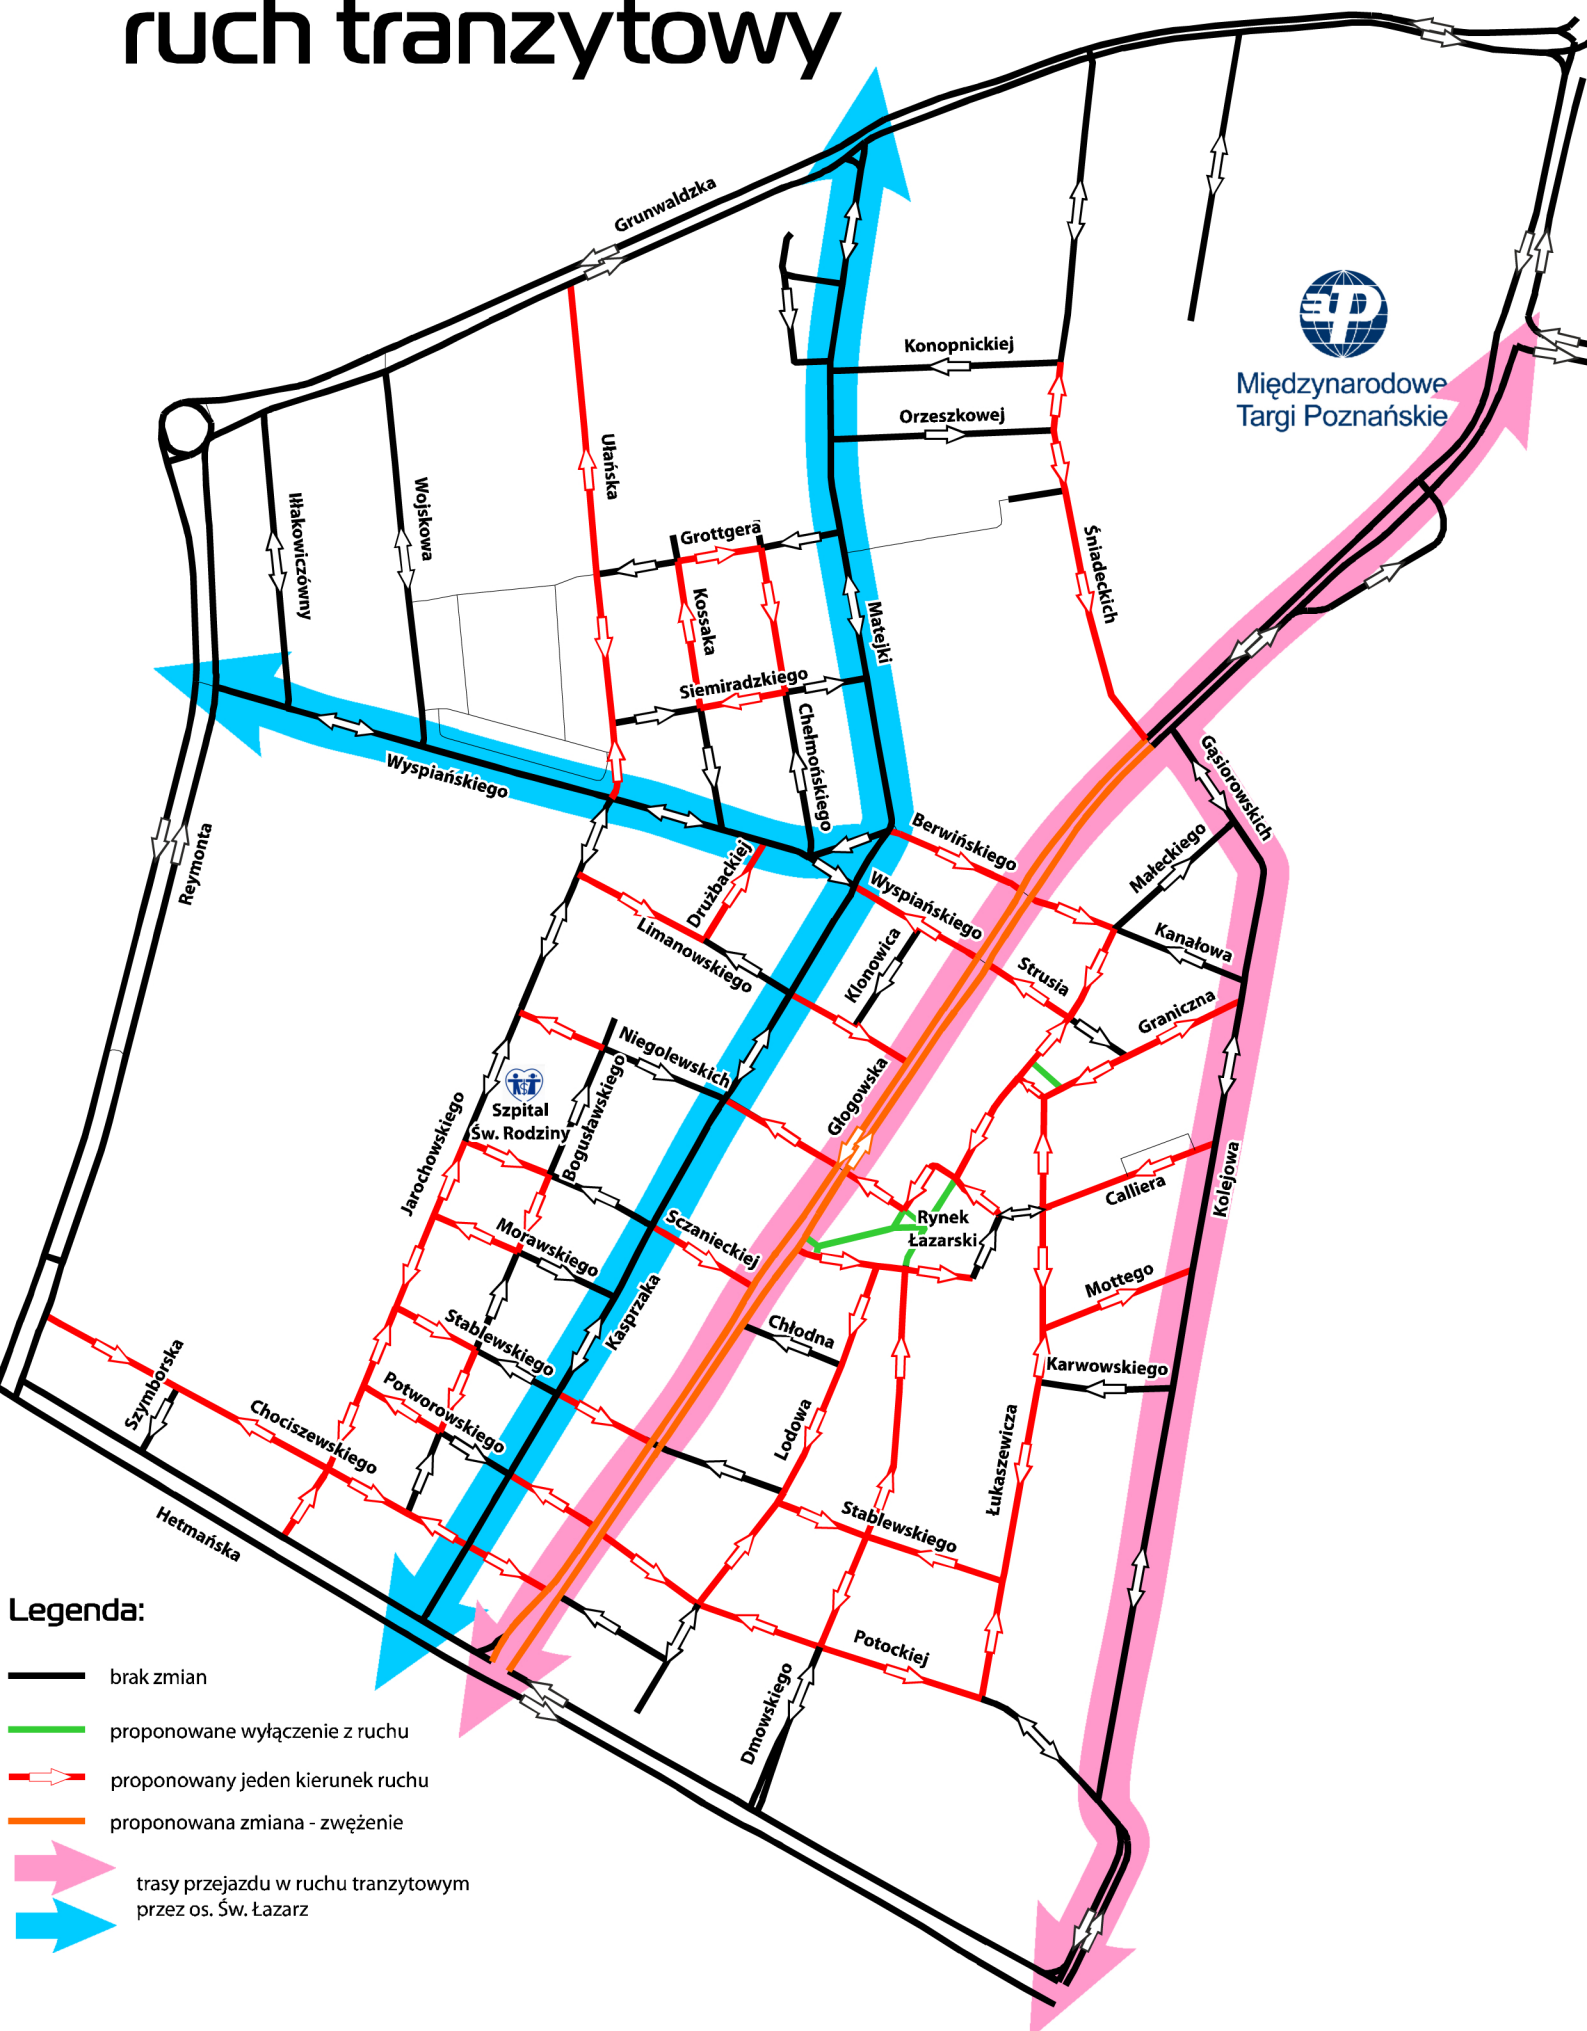 ruch tranzytowy
Grunwaldzka
Konopnickiej
Międzynarodowe
Targi Poznańskie
Orzeszkowej
Ułańska
Wojskowa
Iłłakowiczówny
Grottgera
Śniadeckich
Kossaka
Matejki
Siemiradzkiego
Chełmońskiego
Wyspiańskiego
Gąsiorowskich
Reymonta
Berwińskiego
Małeckiego
Drużbackiej
Wyspiańskiego
Limanowskiego
Klonowica
Kanałowa
Strusia
Graniczna
Niegolewskich
Głogowska
Szpital
Św. Rodziny
Bogusławskiego
Jarochowskiego
Calliera
Kolejowa
Rynek
Łazarski
Sczanieckiej
Morawskiego
Mottego
Kasprzaka
Stablewskiego
Chłodna
Karwowskiego
Szymborska
Potworowskiego
Chociszewskiego
Lodowa
Łukaszewicza
Hetmańska
Stablewskiego
Potockiej
Dmowskiego
Legenda:
brak zmian
proponowane wyłączenie z ruchu
proponowany jeden kierunek ruchu
proponowana zmiana - zwężenie
trasy przejazdu w ruchu tranzytowym
przez os. Św. Łazarz